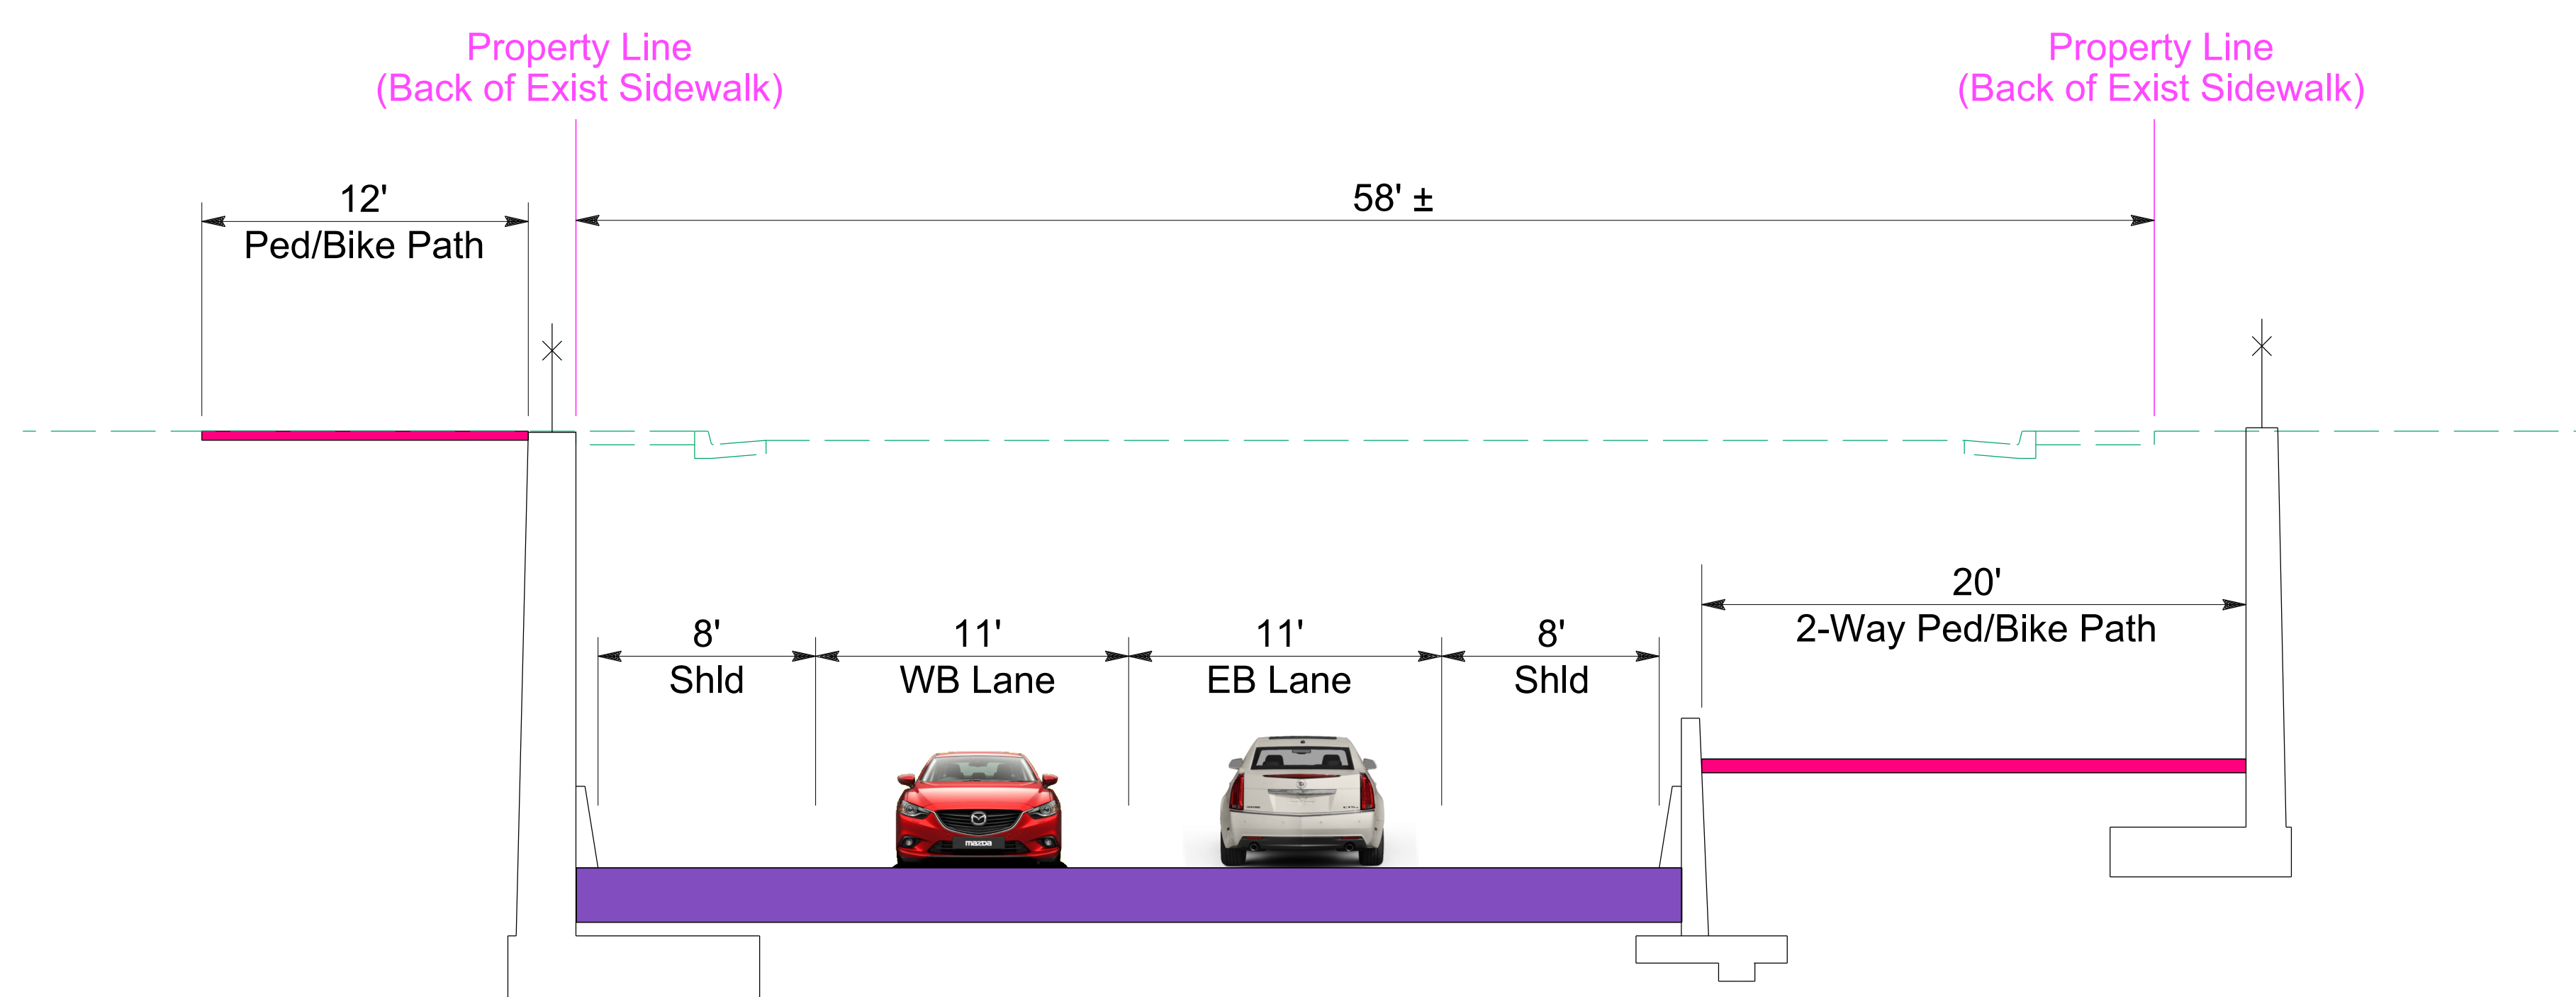 Property Line
(Back of Exist Sidewalk)
Property Line
(Back of Exist Sidewalk)
12'
Ped/Bike Path
58' ±
20'
2-Way Ped/Bike Path
8'
Shld
11'
WB Lane
11'
EB Lane
8'
Shld
mazda